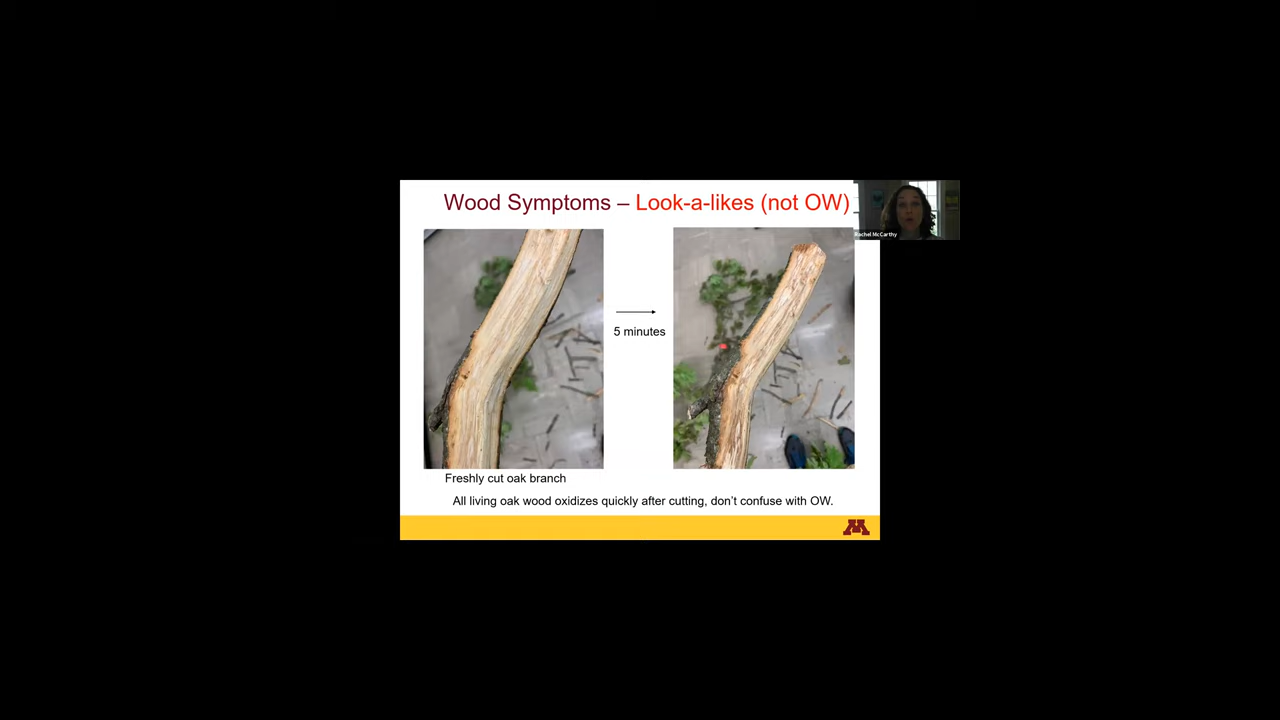 Wood Symptoms – Look-a-likes (not OW)
Rachel McCarthy
5 minutes
Freshly cut oak branch
All living oak wood oxidizes quickly after cutting, don’t confuse with OW.
M